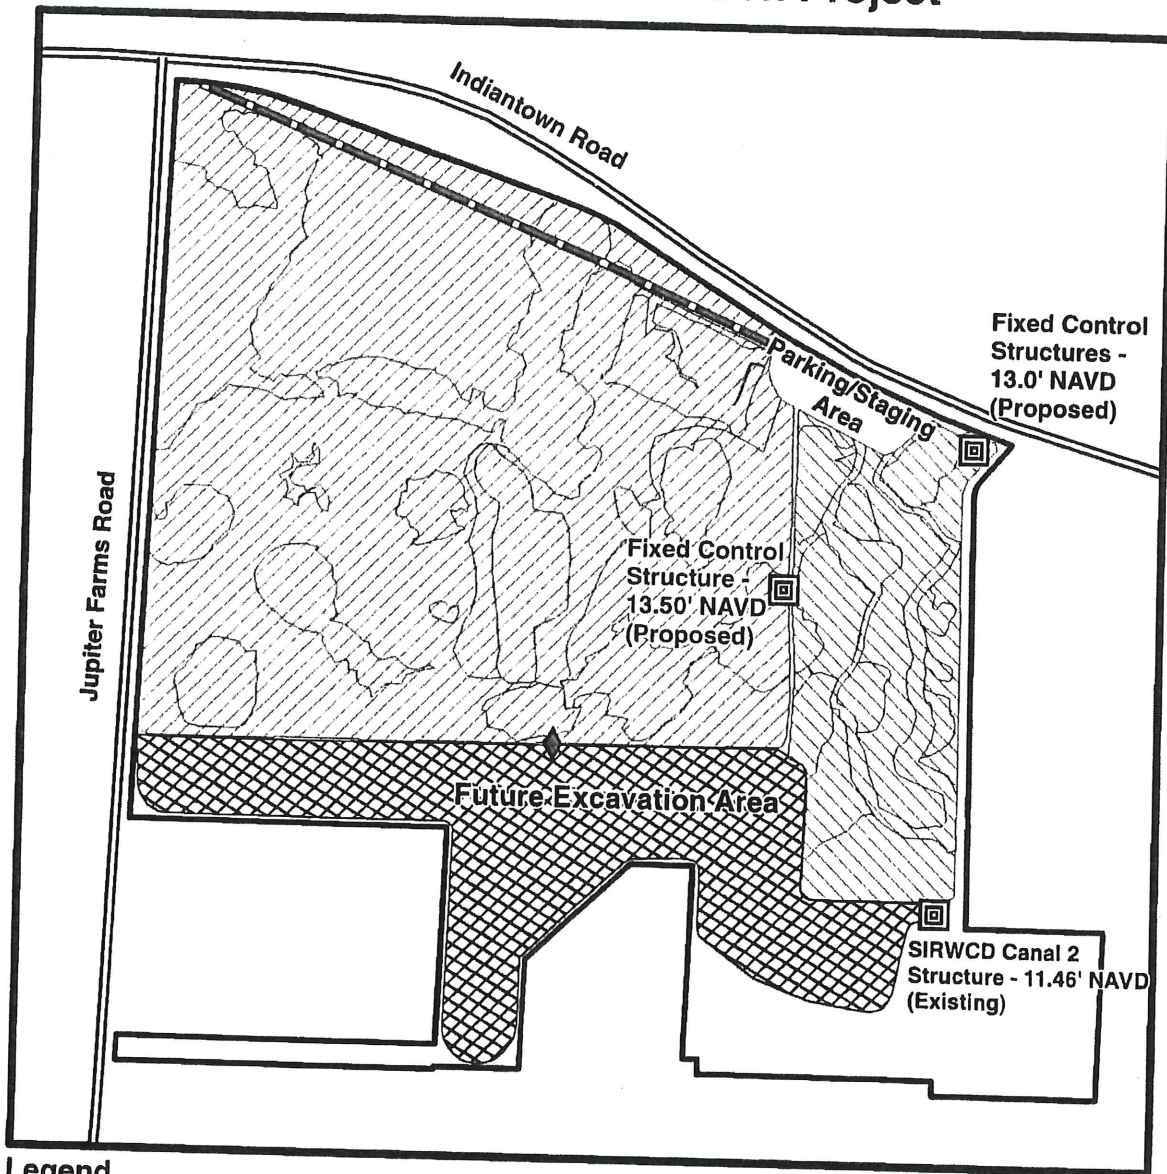 Project
Indiantown Road
Fixed Control
Structures -
13.0' NAVD
(Proposed)
Parking/Staging
Area
Jupiter Farms Road
Fixed Control
Structure -
13.50' NAVD
(Proposed)
Future Excavation Area
SIRWCD Canal 2
Structure - 11.46' NAVD
(Existing)
Legend